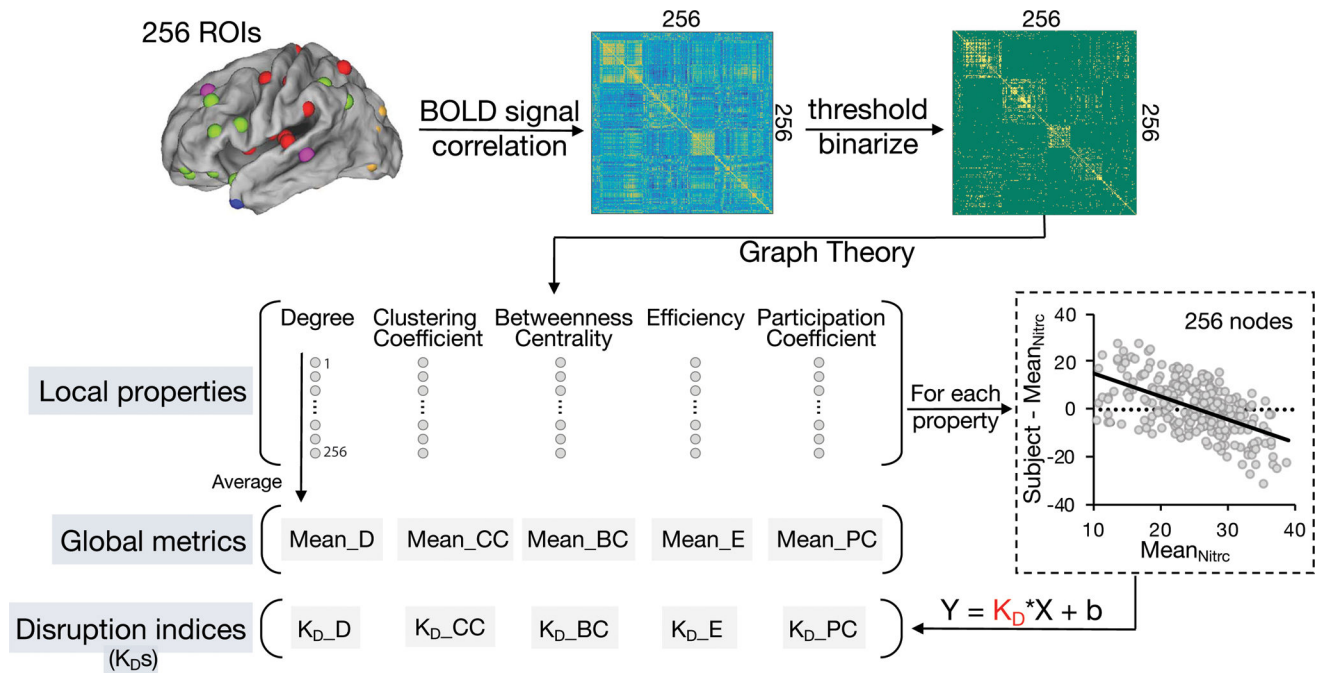 256 ROIs
256
256
BOLD signal
correlation
256
256
threshold
binarize
Graph Theory
Local properties
Degree
Clustering
Coefficient
Betweenness
Centrality
Efficiency
Participation
Coefficient
1
256
Average
For each
property
256 nodes
Subject - Mean_Nitrc
40
20
0
-20
-40
10
20
30
40
Mean_Nitrc
Global metrics
Mean_D
Mean_CC
Mean_BC
Mean_E
Mean_PC
Disruption indices
(K_Ds)
K_D_D
K_D_CC
K_D_BC
K_D_E
K_D_PC
Y = K_D*X + b